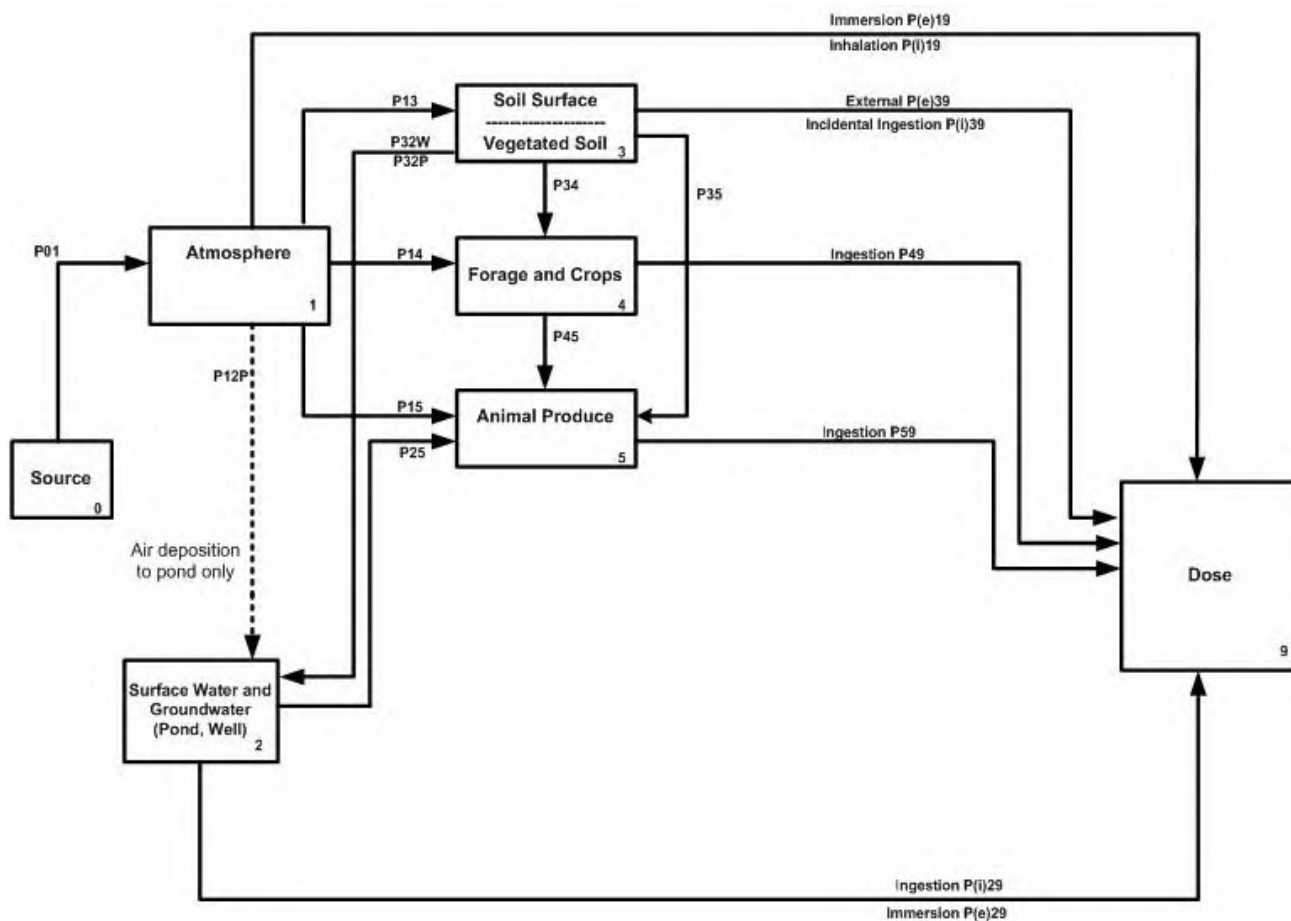 Immersion P(e)19
Inhalation P(i)19
P13
Soil Surface
Vegetated Soil
3
External P(e)39
Incidental Ingestion P(i)39
P32W
P32P
P34
P35
P01
Atmosphere
1
P14
Forage and Crops
4
Ingestion P49
P45
P12P
P15
Animal Produce
5
P25
Ingestion P59
Source
0
Air deposition
to pond only
Dose
9
Surface Water and
Groundwater
(Pond, Well)
2
Ingestion P(i)29
Immersion P(e)29